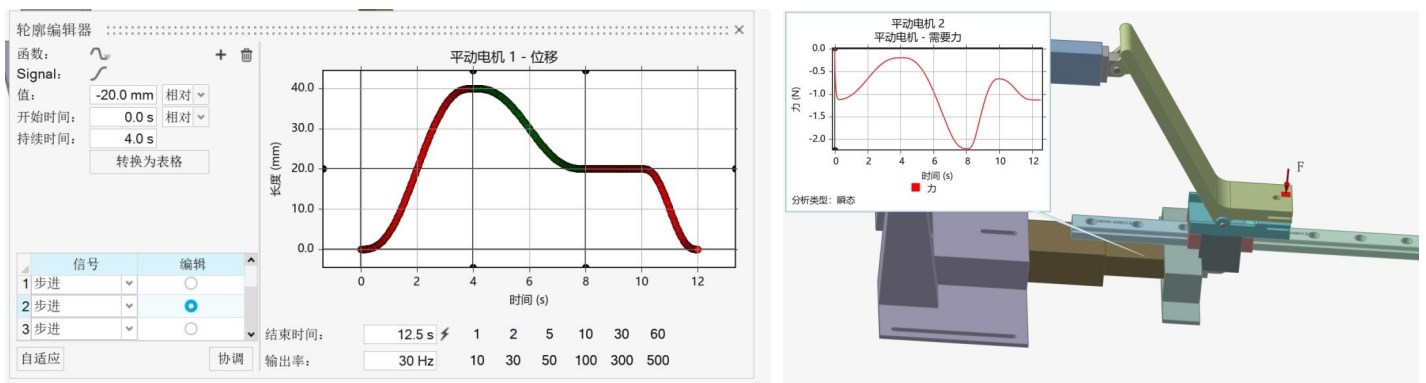 轮廓编辑器
函数：
Signal：
值： -20.0 mm 相对
开始时间： 0.0 s 相对
持续时间： 4.0 s
转换为表格
信号 编辑
1 步进
2 步进
3 步进
自适应 协调
平动电机 1 - 位移
40.0
30.0
20.0
10.0
0.0
长度 (mm)
0 2 4 6 8 10 12
时间 (s)
结束时间： 12.5 s 1 2 5 10 30 60
输出率： 30 Hz 10 30 50 100 300 500
平动电机 2
平动电机 - 需要力
0.0
-0.5
-1.0
-1.5
-2.0
力 (N)
0 2 4 6 8 10 12
时间 (s)
力
分析类型：瞬态
F